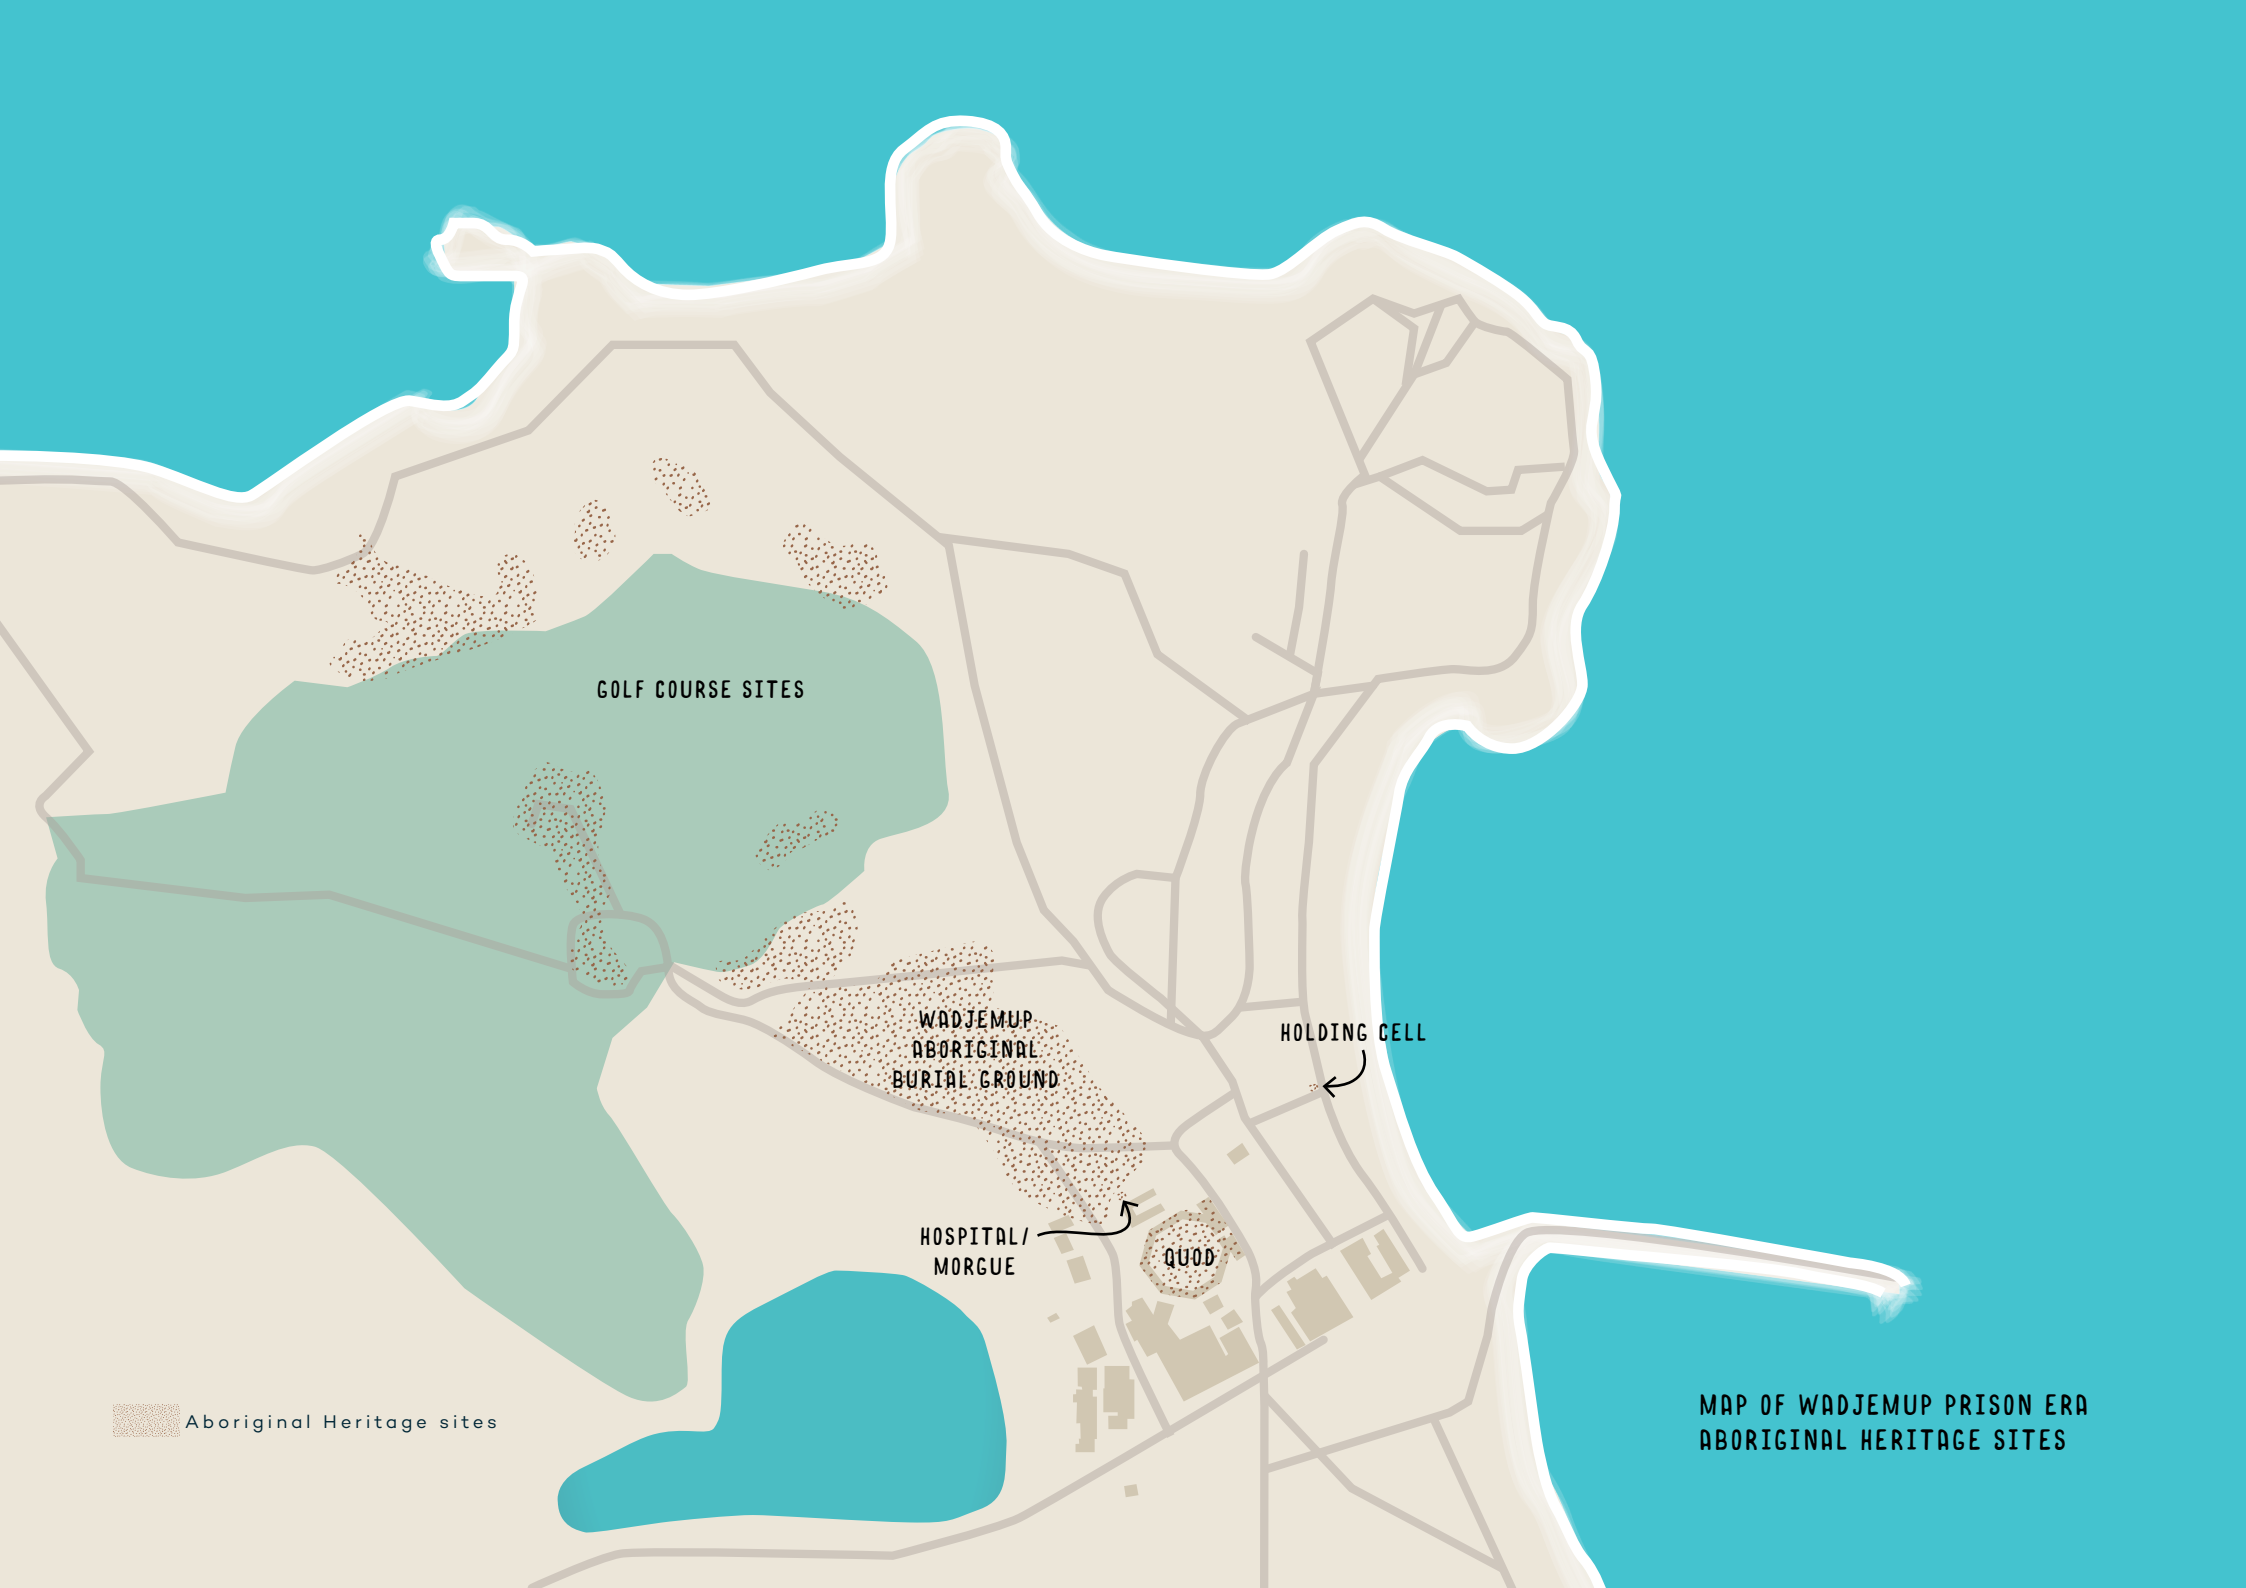 GOLF COURSE SITES
WADJEMUP
ABORIGINAL
BURIAL GROUND
HOLDING CELL
HOSPITAL/
MORGUE
QUOD
Aboriginal Heritage sites
MAP OF WADJEMUP PRISON ERA
ABORIGINAL HERITAGE SITES